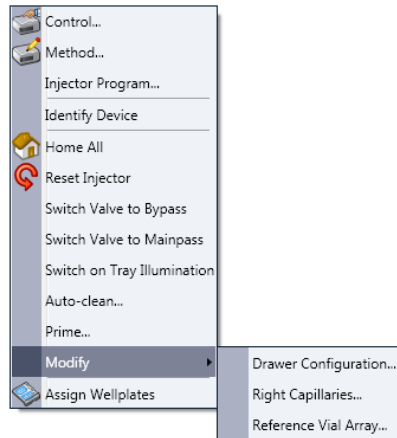 Control...
Method...
Injector Program...
Identify Device
Home All
Reset Injector
Switch Valve to Bypass
Switch Valve to Mainpass
Switch on Tray Illumination
Auto-clean...
Prime...
Modify
Drawer Configuration...
Assign Wellplates
Right Capillaries...
Reference Vial Array...